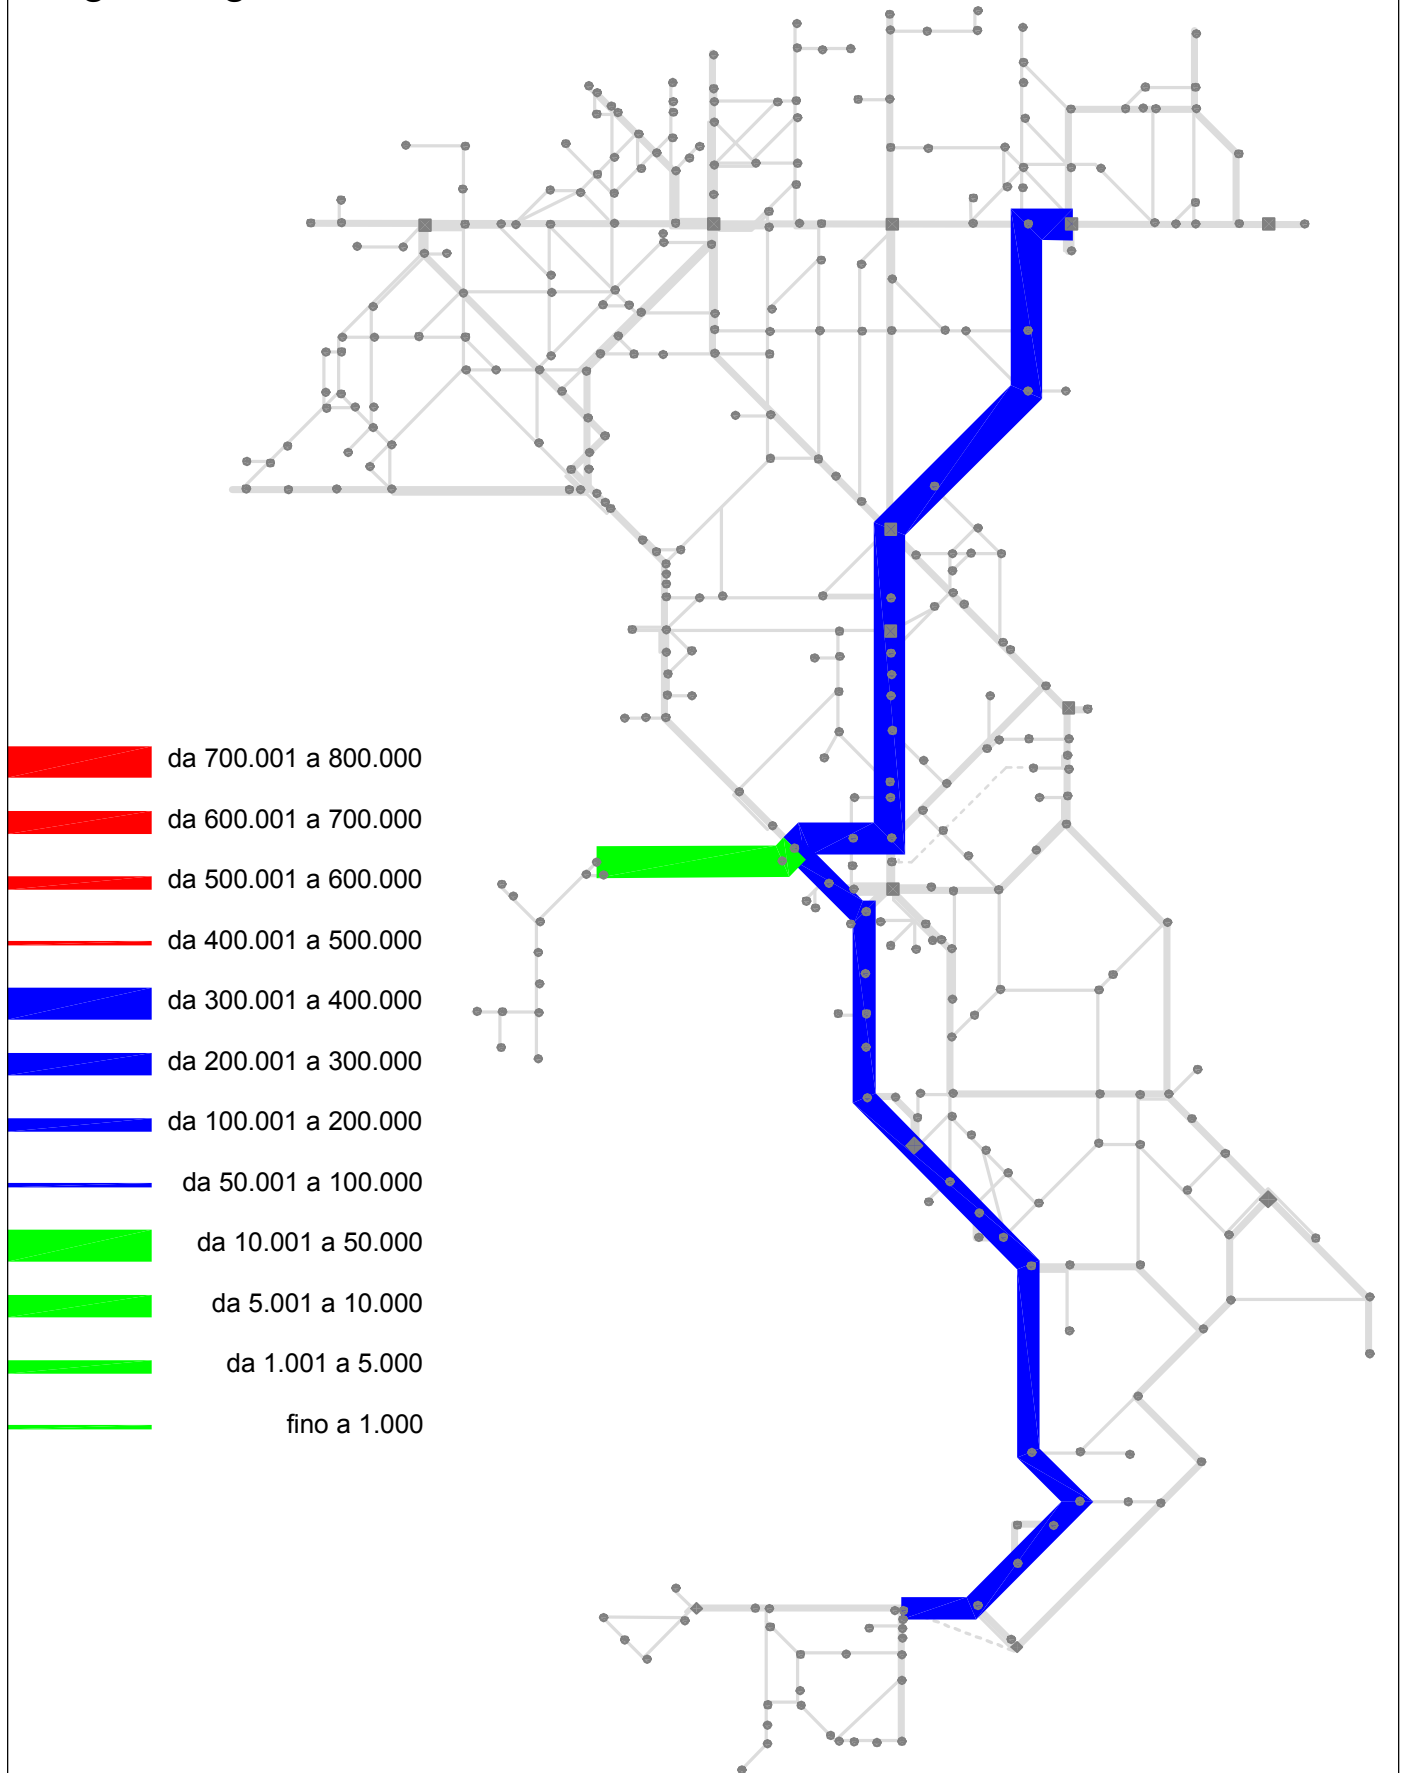 da 700.001 a 800.000
da 600.001 a 700.000
da 500.001 a 600.000
da 400.001 a 500.000
da 300.001 a 400.000
da 200.001 a 300.000
da 100.001 a 200.000
da 50.001 a 100.000
da 10.001 a 50.000
da 5.001 a 10.000
da 1.001 a 5.000
fino a 1.000